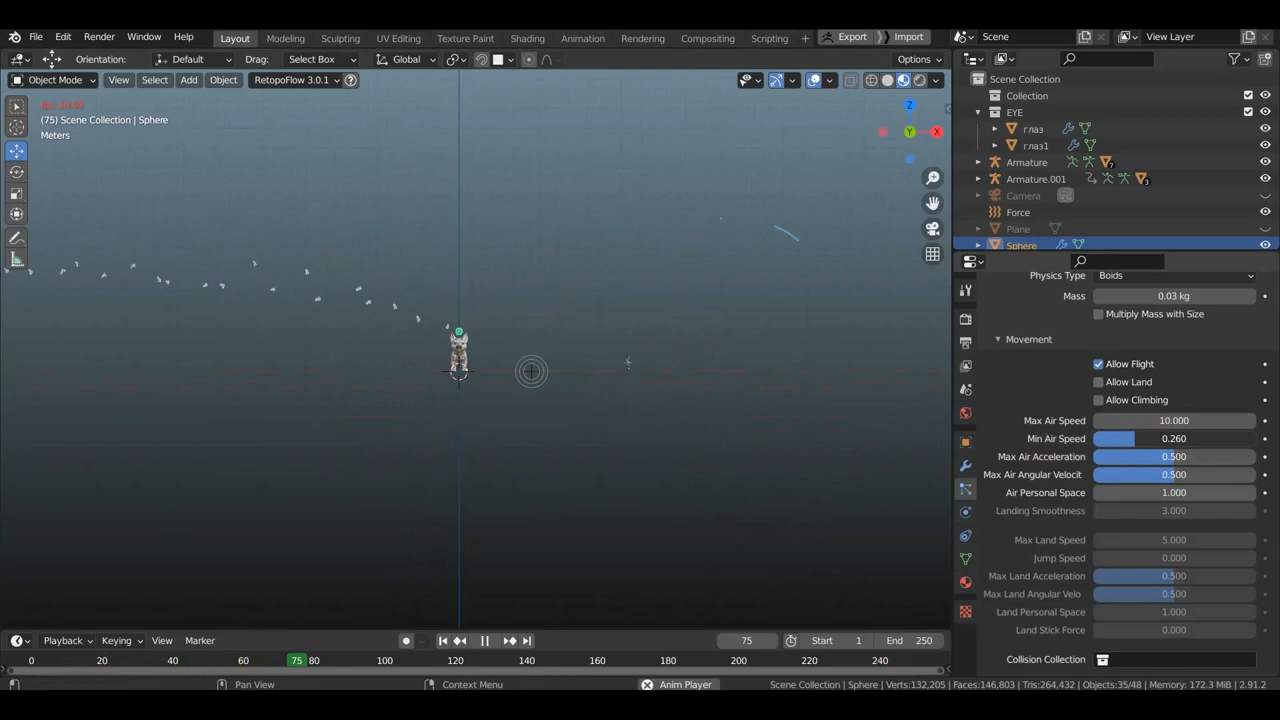 File Edit Render Window Help Layout Modeling Sculpting UV Editing Texture Paint Shading Animation Rendering Compositing Scripting + Export Import Scene View Layer
Orientation: Default Drag: Select Box Global Options
Object Mode View Select Add Object RetopoFlow 3.0.1
Scene Collection
(75) Scene Collection | Sphere
Meters
Z
Y
X
Collection
EYE
глаз
глаз1
Armature 7
Armature.001 3
Camera
Force
Plane
Sphere
Physics Type Boids
Mass 0.03 kg
Multiply Mass with Size
Movement
Allow Flight
Allow Land
Allow Climbing
Max Air Speed 10.000
Min Air Speed 0.260
Max Air Acceleration 0.500
Max Air Angular Velocit 0.500
Air Personal Space 1.000
Landing Smoothness 3.000
Max Land Speed 5.000
Jump Speed 0.000
Max Land Acceleration 0.500
Max Land Angular Velo 0.500
Land Personal Space 1.000
Land Stick Force 0.000
Collision Collection
Playback Keying View Marker 75 Start 1 End 250
0 20 40 60 75 80 100 120 140 160 180 200 220 240
Pan View Context Menu Anim Player Scene Collection | Sphere | Verts:132,205 | Faces:146,803 | Tris:264,432 | Objects:35/48 | Memory: 172.3 MiB | 2.91.2